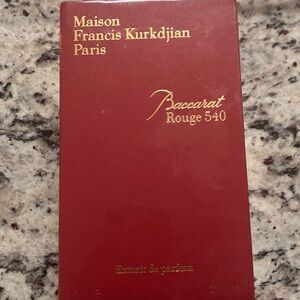 Maison
Francis Kurkdjian
Paris
Baccarat
Rouge 540
Extrait de parfum